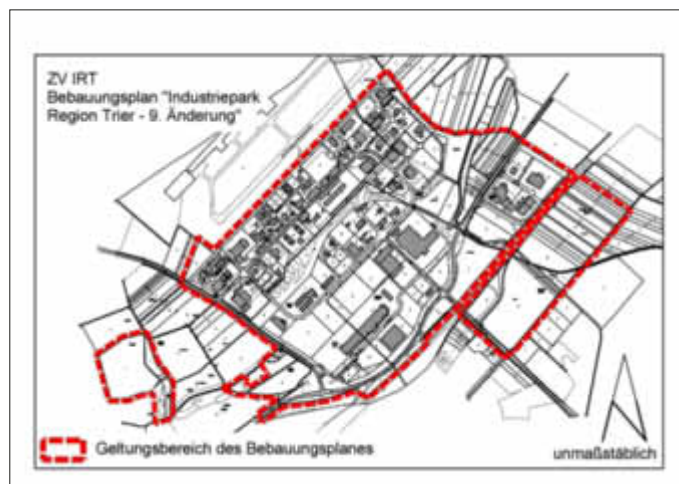 ZV IRT
Bebauungsplan "Industriepark
Region Trier - 9. Änderung"
Geltungsbereich des Bebauungsplanes
unmaßstäblich